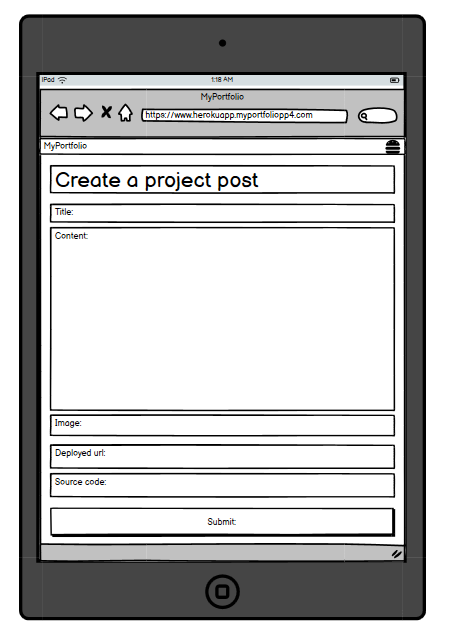 iPad
1:18 AM
MyPortfolio
https://www.herokuapp.myportfoliopp4.com
MyPortfolio
Create a project post
Title:
Content:
Image:
Deployed url:
Source code:
Submit: